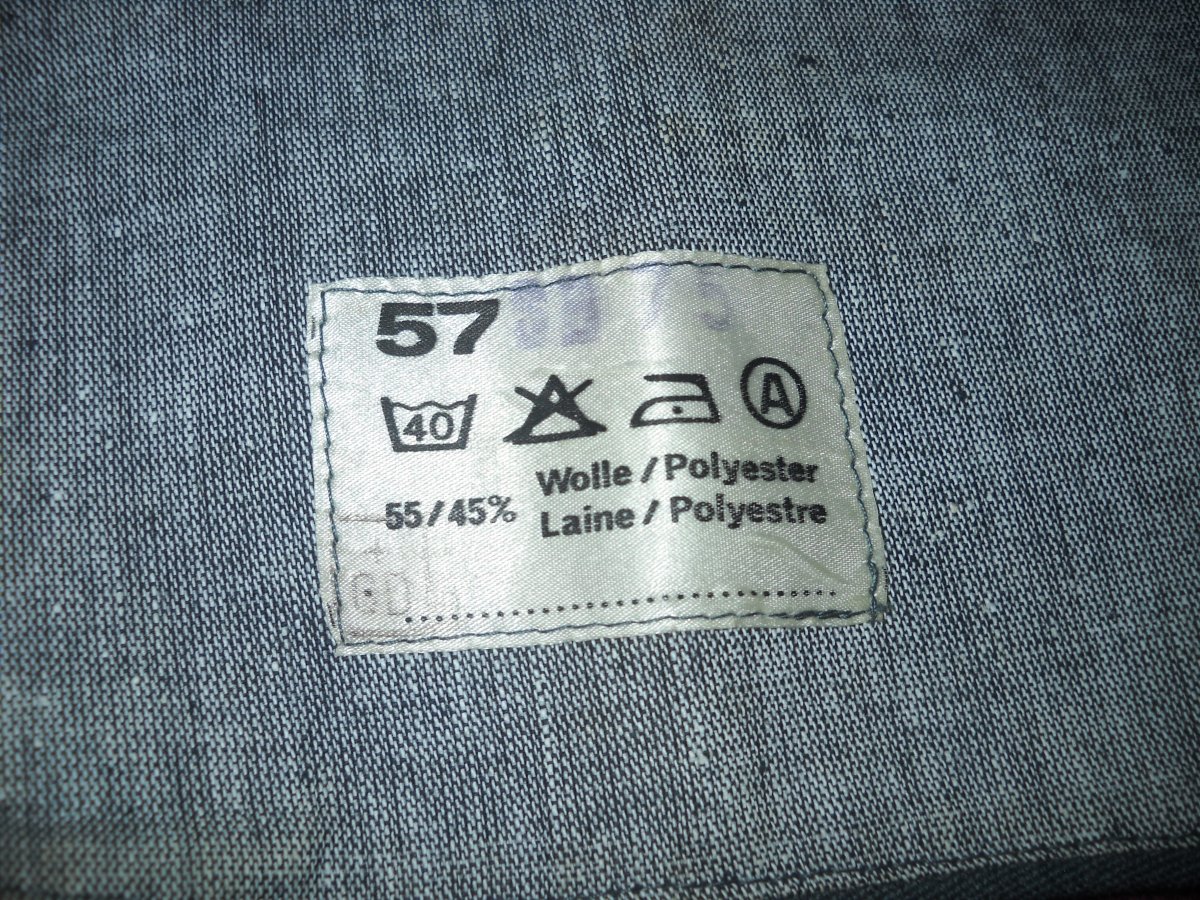 57
40 A
Wolle / Polyester
55/45% Laine / Polyestre